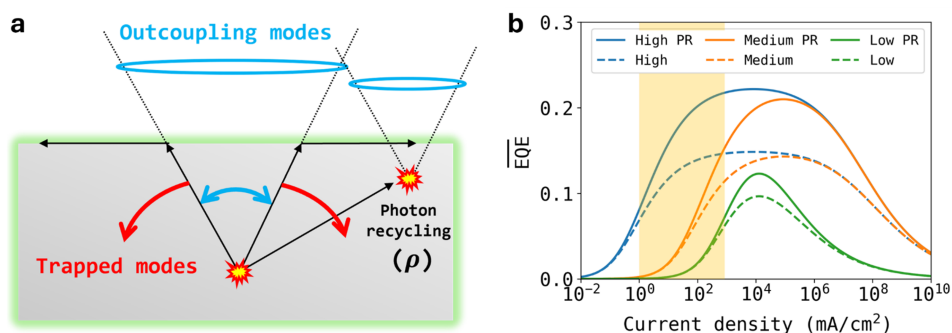 a
Outcoupling modes
Photon
recycling
(ρ)
Trapped modes
b
High PR
Medium PR
Low PR
High
Medium
Low
EQE
0.3
0.2
0.1
0.0
10⁻² 10⁰ 10² 10⁴ 10⁶ 10⁸ 10¹⁰
Current density (mA/cm²)